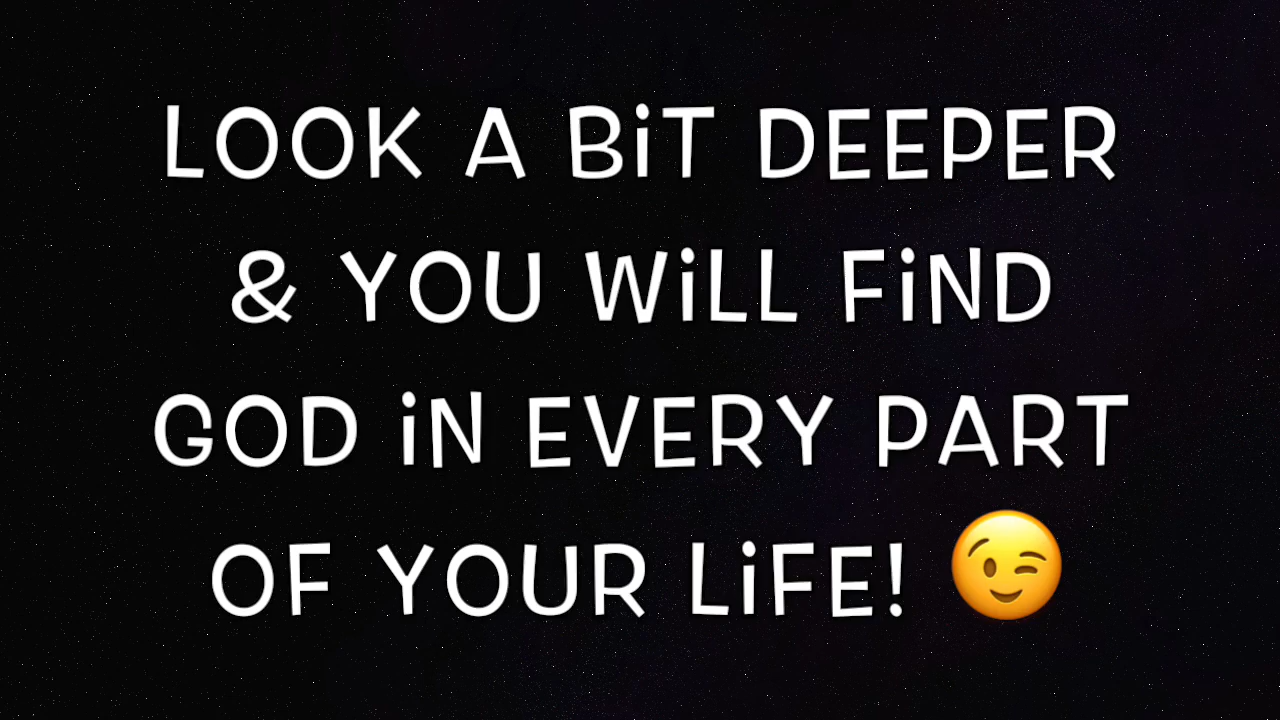 LOOK A BiT DEEPER
& YOU WiLL FiND
GOD iN EVERY PART
OF YOUR LiFE! 😉